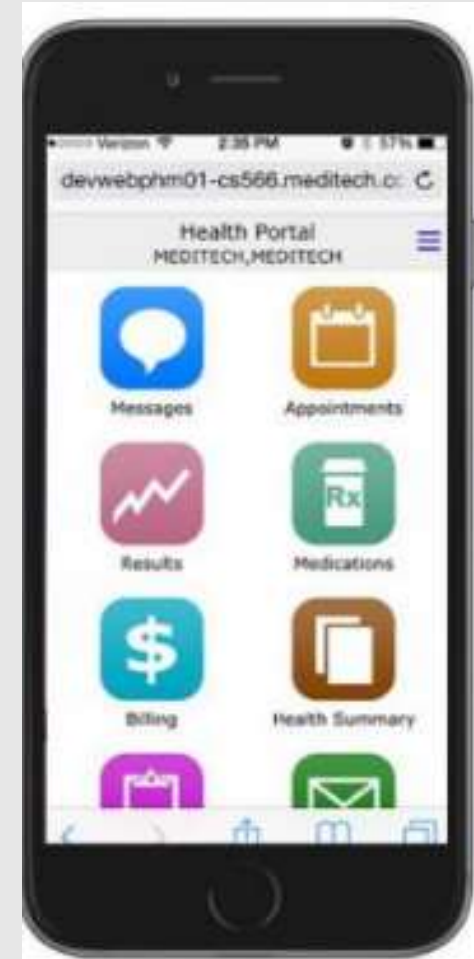 Verizon 2:35 PM 57%
devwebphm01-cs566.meditech.c
Health Portal
MEDITECH,MEDITECH
Messages Appointments
Rx
Results Medications
$
Billing Health Summary